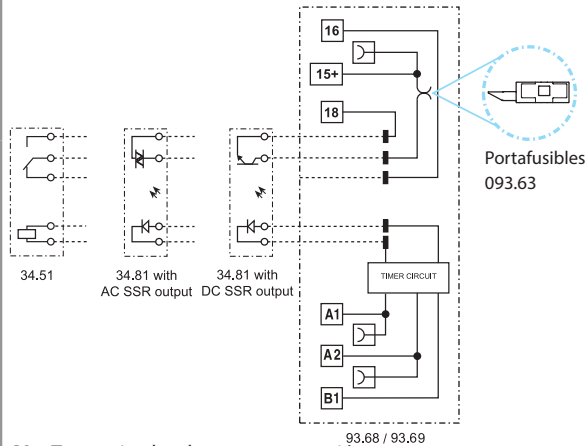 16
15+
18
Portafusibles
093.63
34.51
34.81 with
AC SSR output
34.81 with
DC SSR output
TIMER CIRCUIT
A1
A2
B1
93.68 / 93.69